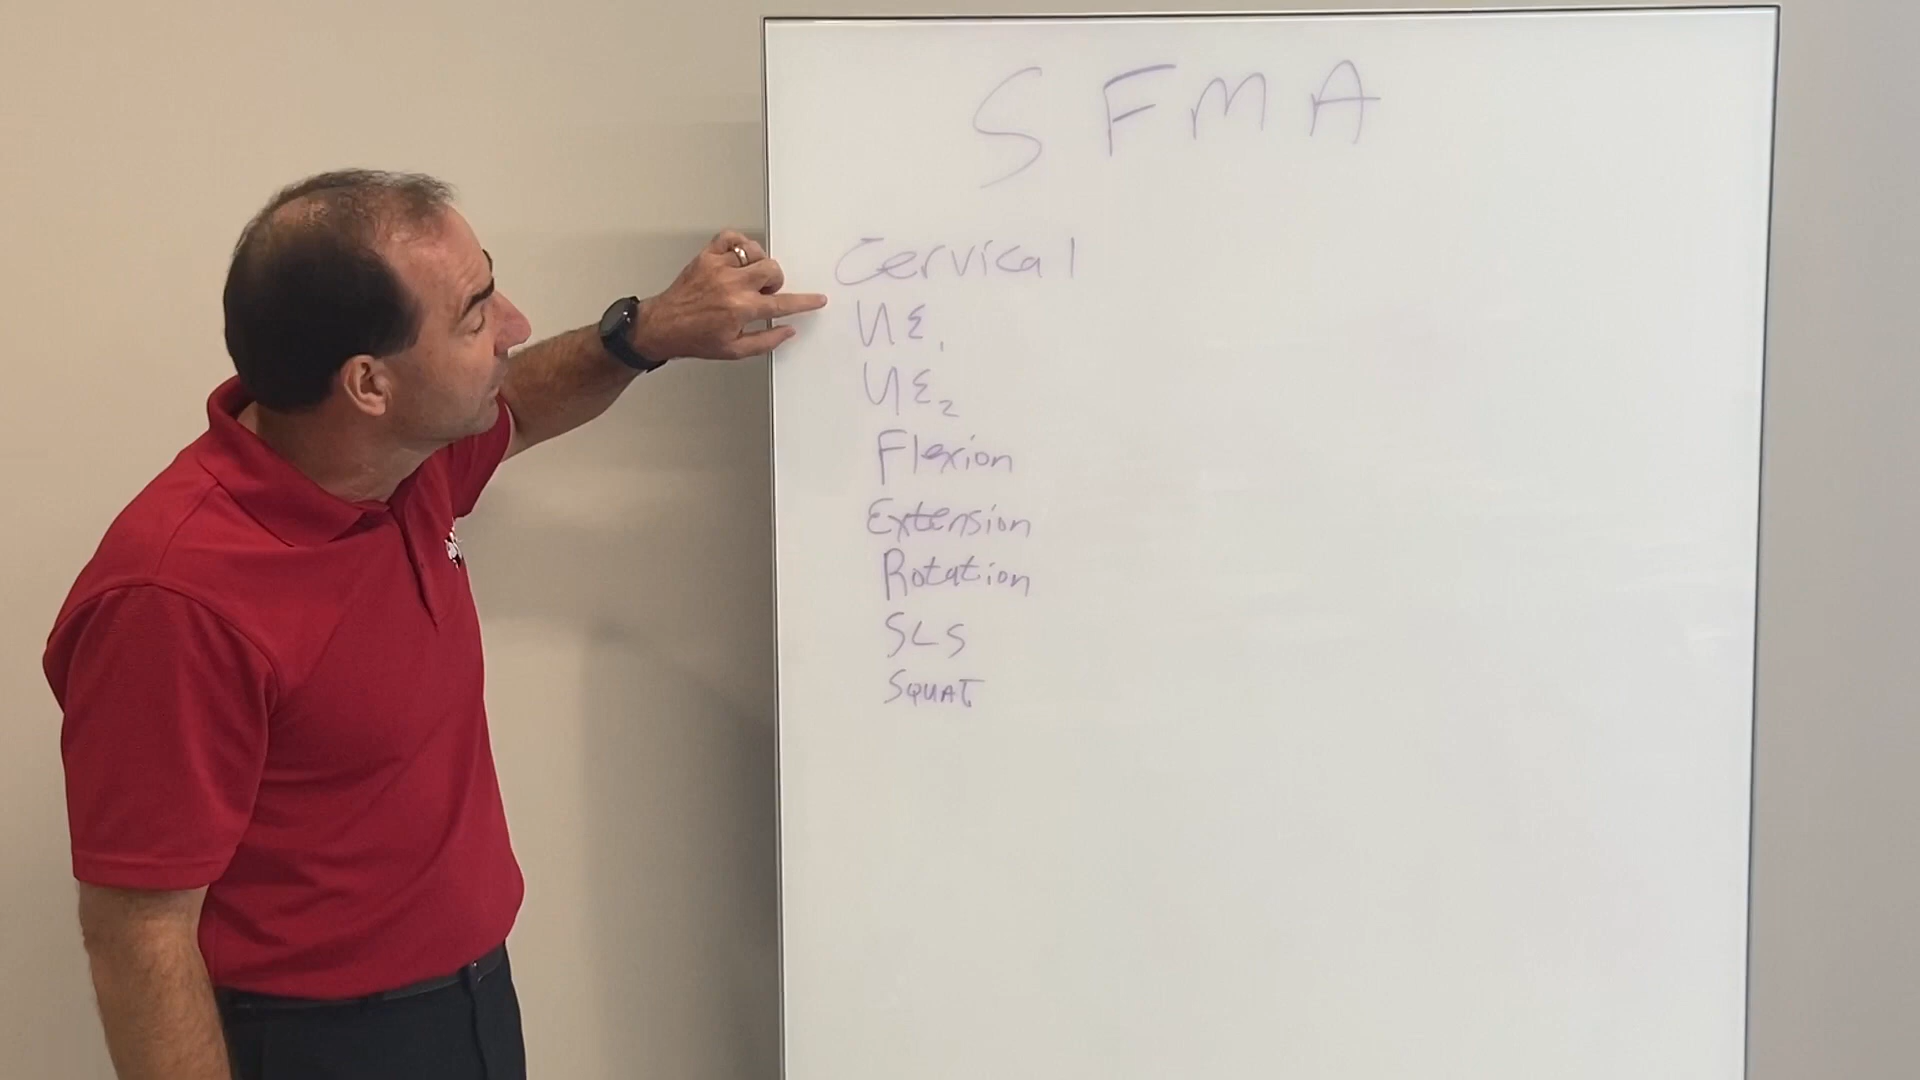 SFMA
Cervical
UE1
UE2
Flexion
Extension
Rotation
SLS
SQUAT